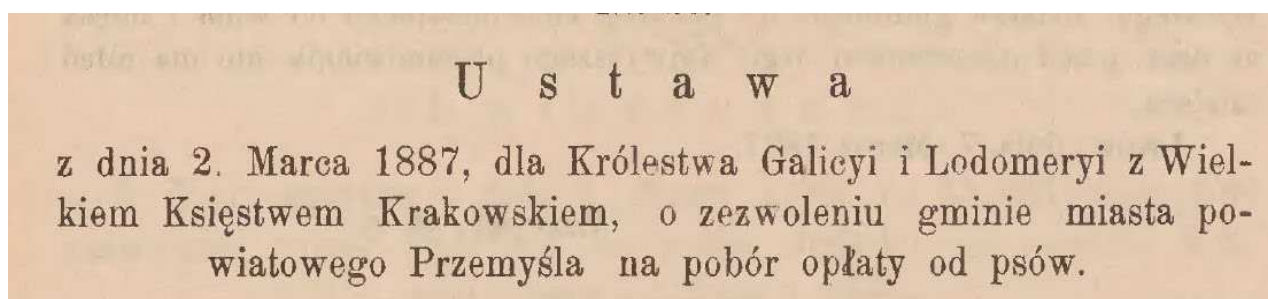 Ustawa
z dnia 2. Marca 1887, dla Królestwa Galicyi i Lodomeryi z Wiel-
kiem Księstwem Krakowskiem, o zezwoleniu gminie miasta po-
wiatowego Przemyśla na pobór opłaty od psów.